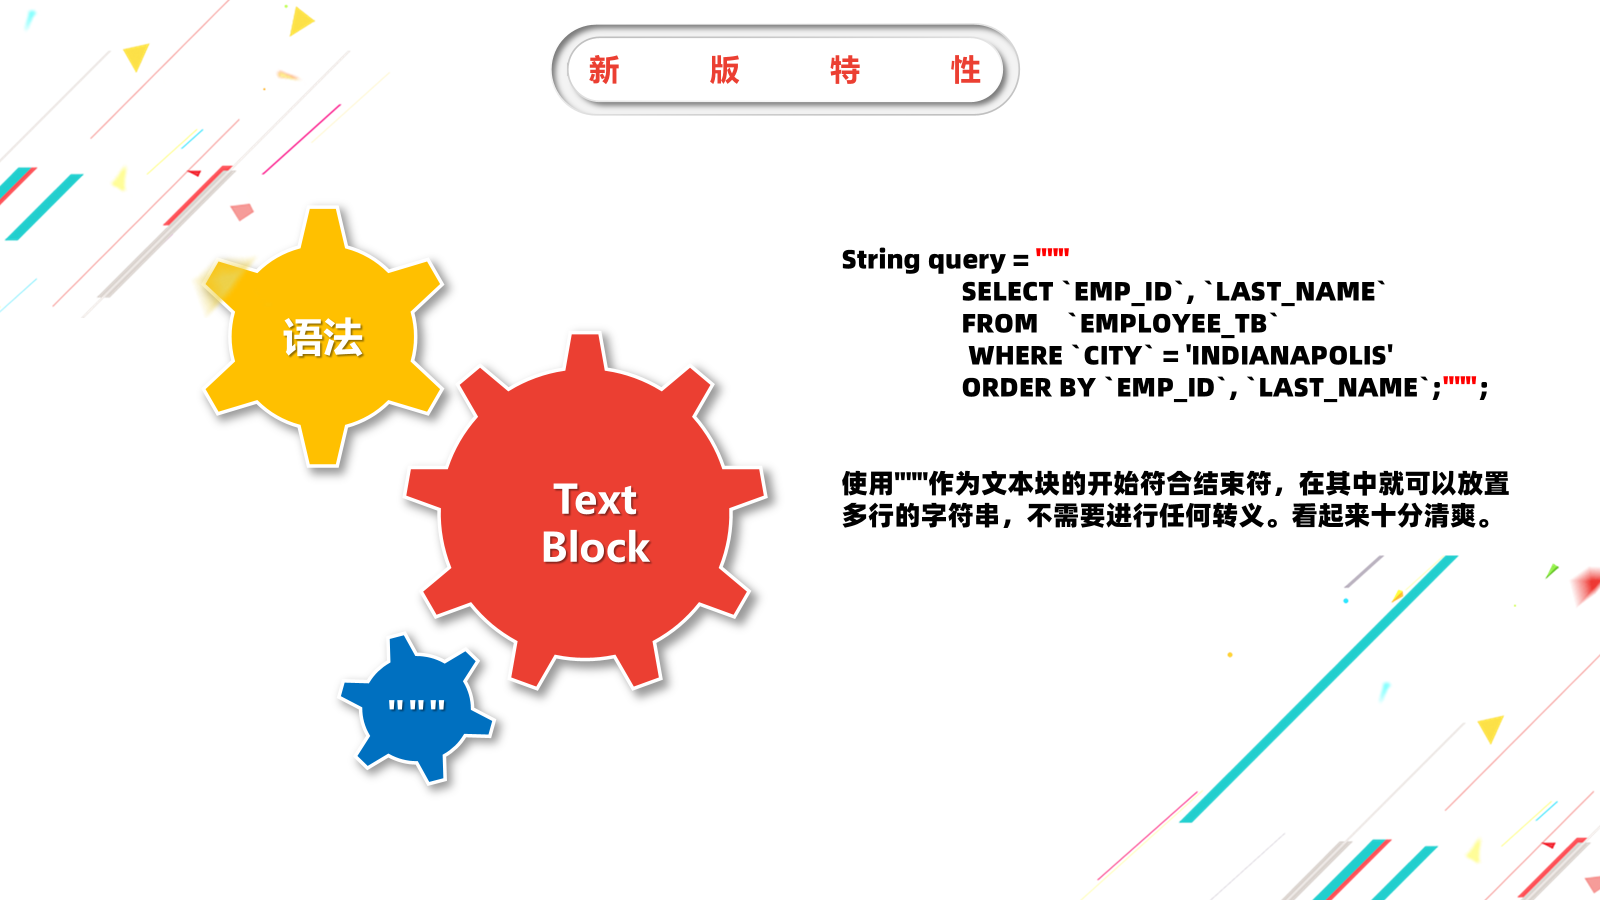 新版特性
语法
Text
Block
"""
String query = """
SELECT `EMP_ID`, `LAST_NAME`
FROM `EMPLOYEE_TB`
WHERE `CITY` = 'INDIANAPOLIS'
ORDER BY `EMP_ID`, `LAST_NAME`;""";
使用"""作为文本块的开始符合结束符，在其中就可以放置
多行的字符串，不需要进行任何转义。看起来十分清爽。